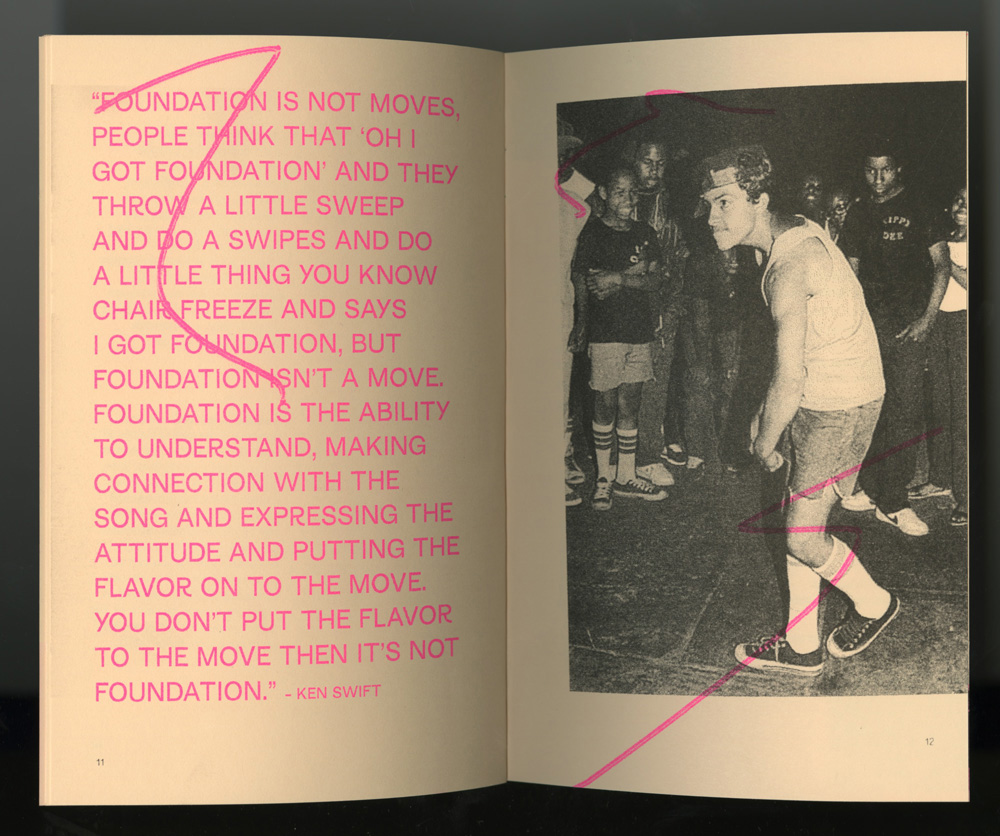 “FOUNDATION IS NOT MOVES,
PEOPLE THINK THAT ‘OH I
GOT FOUNDATION’ AND THEY
THROW A LITTLE SWEEP
AND DO A SWIPES AND DO
A LITTLE THING YOU KNOW
CHAIR FREEZE AND SAYS
I GOT FOUNDATION, BUT
FOUNDATION ISN’T A MOVE.
FOUNDATION IS THE ABILITY
TO UNDERSTAND, MAKING
CONNECTION WITH THE
SONG AND EXPRESSING THE
ATTITUDE AND PUTTING THE
FLAVOR ON TO THE MOVE.
YOU DON’T PUT THE FLAVOR
TO THE MOVE THEN IT’S NOT
FOUNDATION.” - KEN SWIFT
11
DEE
12